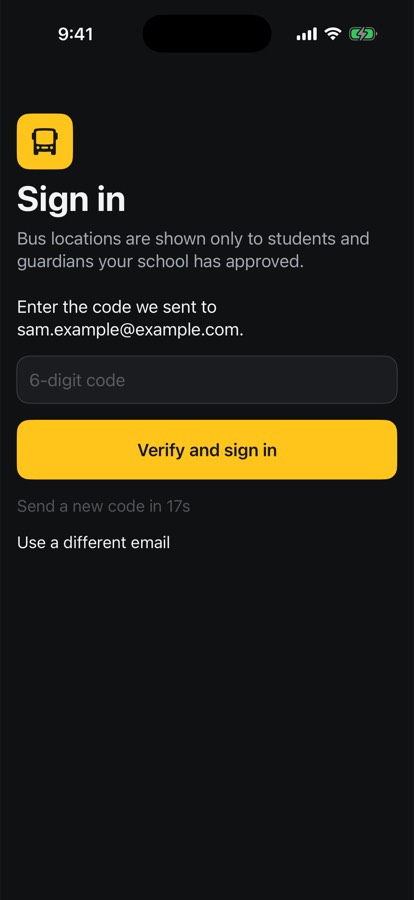 9:41
Sign in
Bus locations are shown only to students and
guardians your school has approved.
Enter the code we sent to
sam.example@example.com.
6-digit code
Verify and sign in
Send a new code in 17s
Use a different email